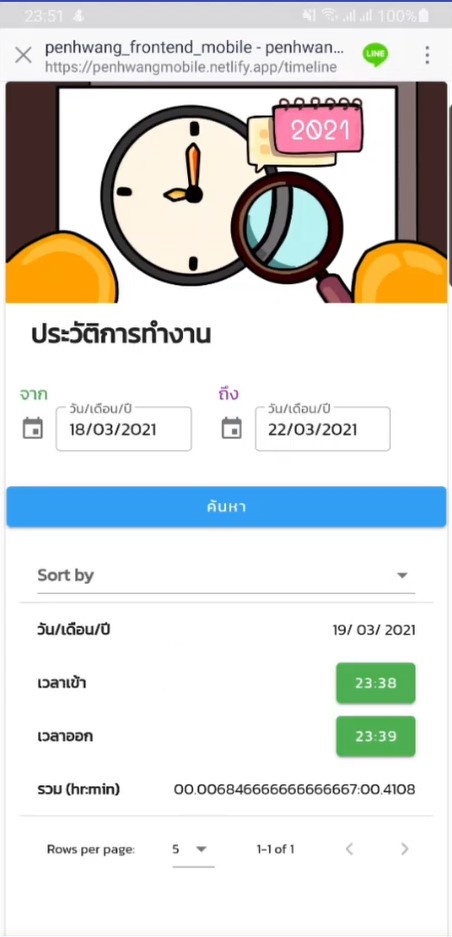 23:51 100%
penhwang_frontend_mobile - penhwan...
https://penhwangmobile.netlify.app/timeline
LINE
2021
ประวัติการทำงาน
จาก ถึง
วัน/เดือน/ปี วัน/เดือน/ปี
18/03/2021 22/03/2021
ค้นหา
Sort by
วัน/เดือน/ปี 19/ 03/ 2021
เวลาเข้า 23:38
เวลาออก 23:39
รวม (hr:min) 00.006846666666666667:00.4108
Rows per page: 5 1-1 of 1